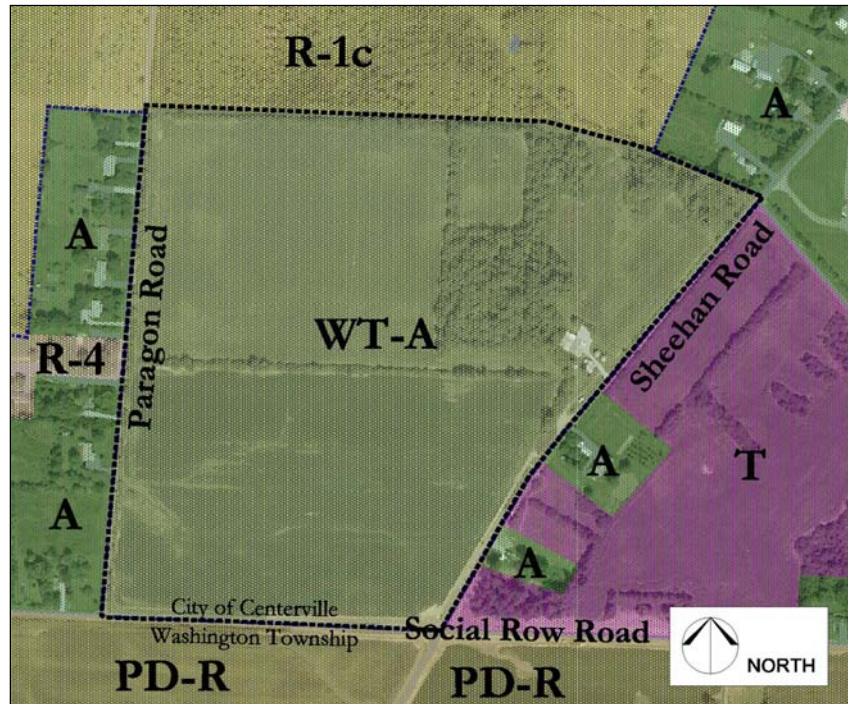 R-1c
A
A
Paragon Road
R-4
WT-A
Sheehan Road
A
T
A
A
City of Centerville
Washington Township
Social Row Road
PD-R
PD-R
NORTH